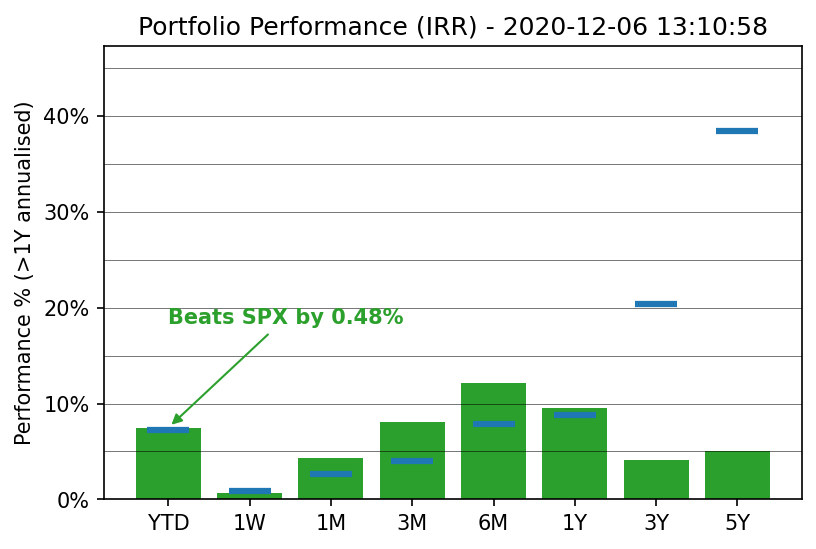 Portfolio Performance (IRR) - 2020-12-06 13:10:58
Performance % (>1Y annualised)
40%
30%
20%
10%
0%
Beats SPX by 0.48%
YTD 1W 1M 3M 6M 1Y 3Y 5Y